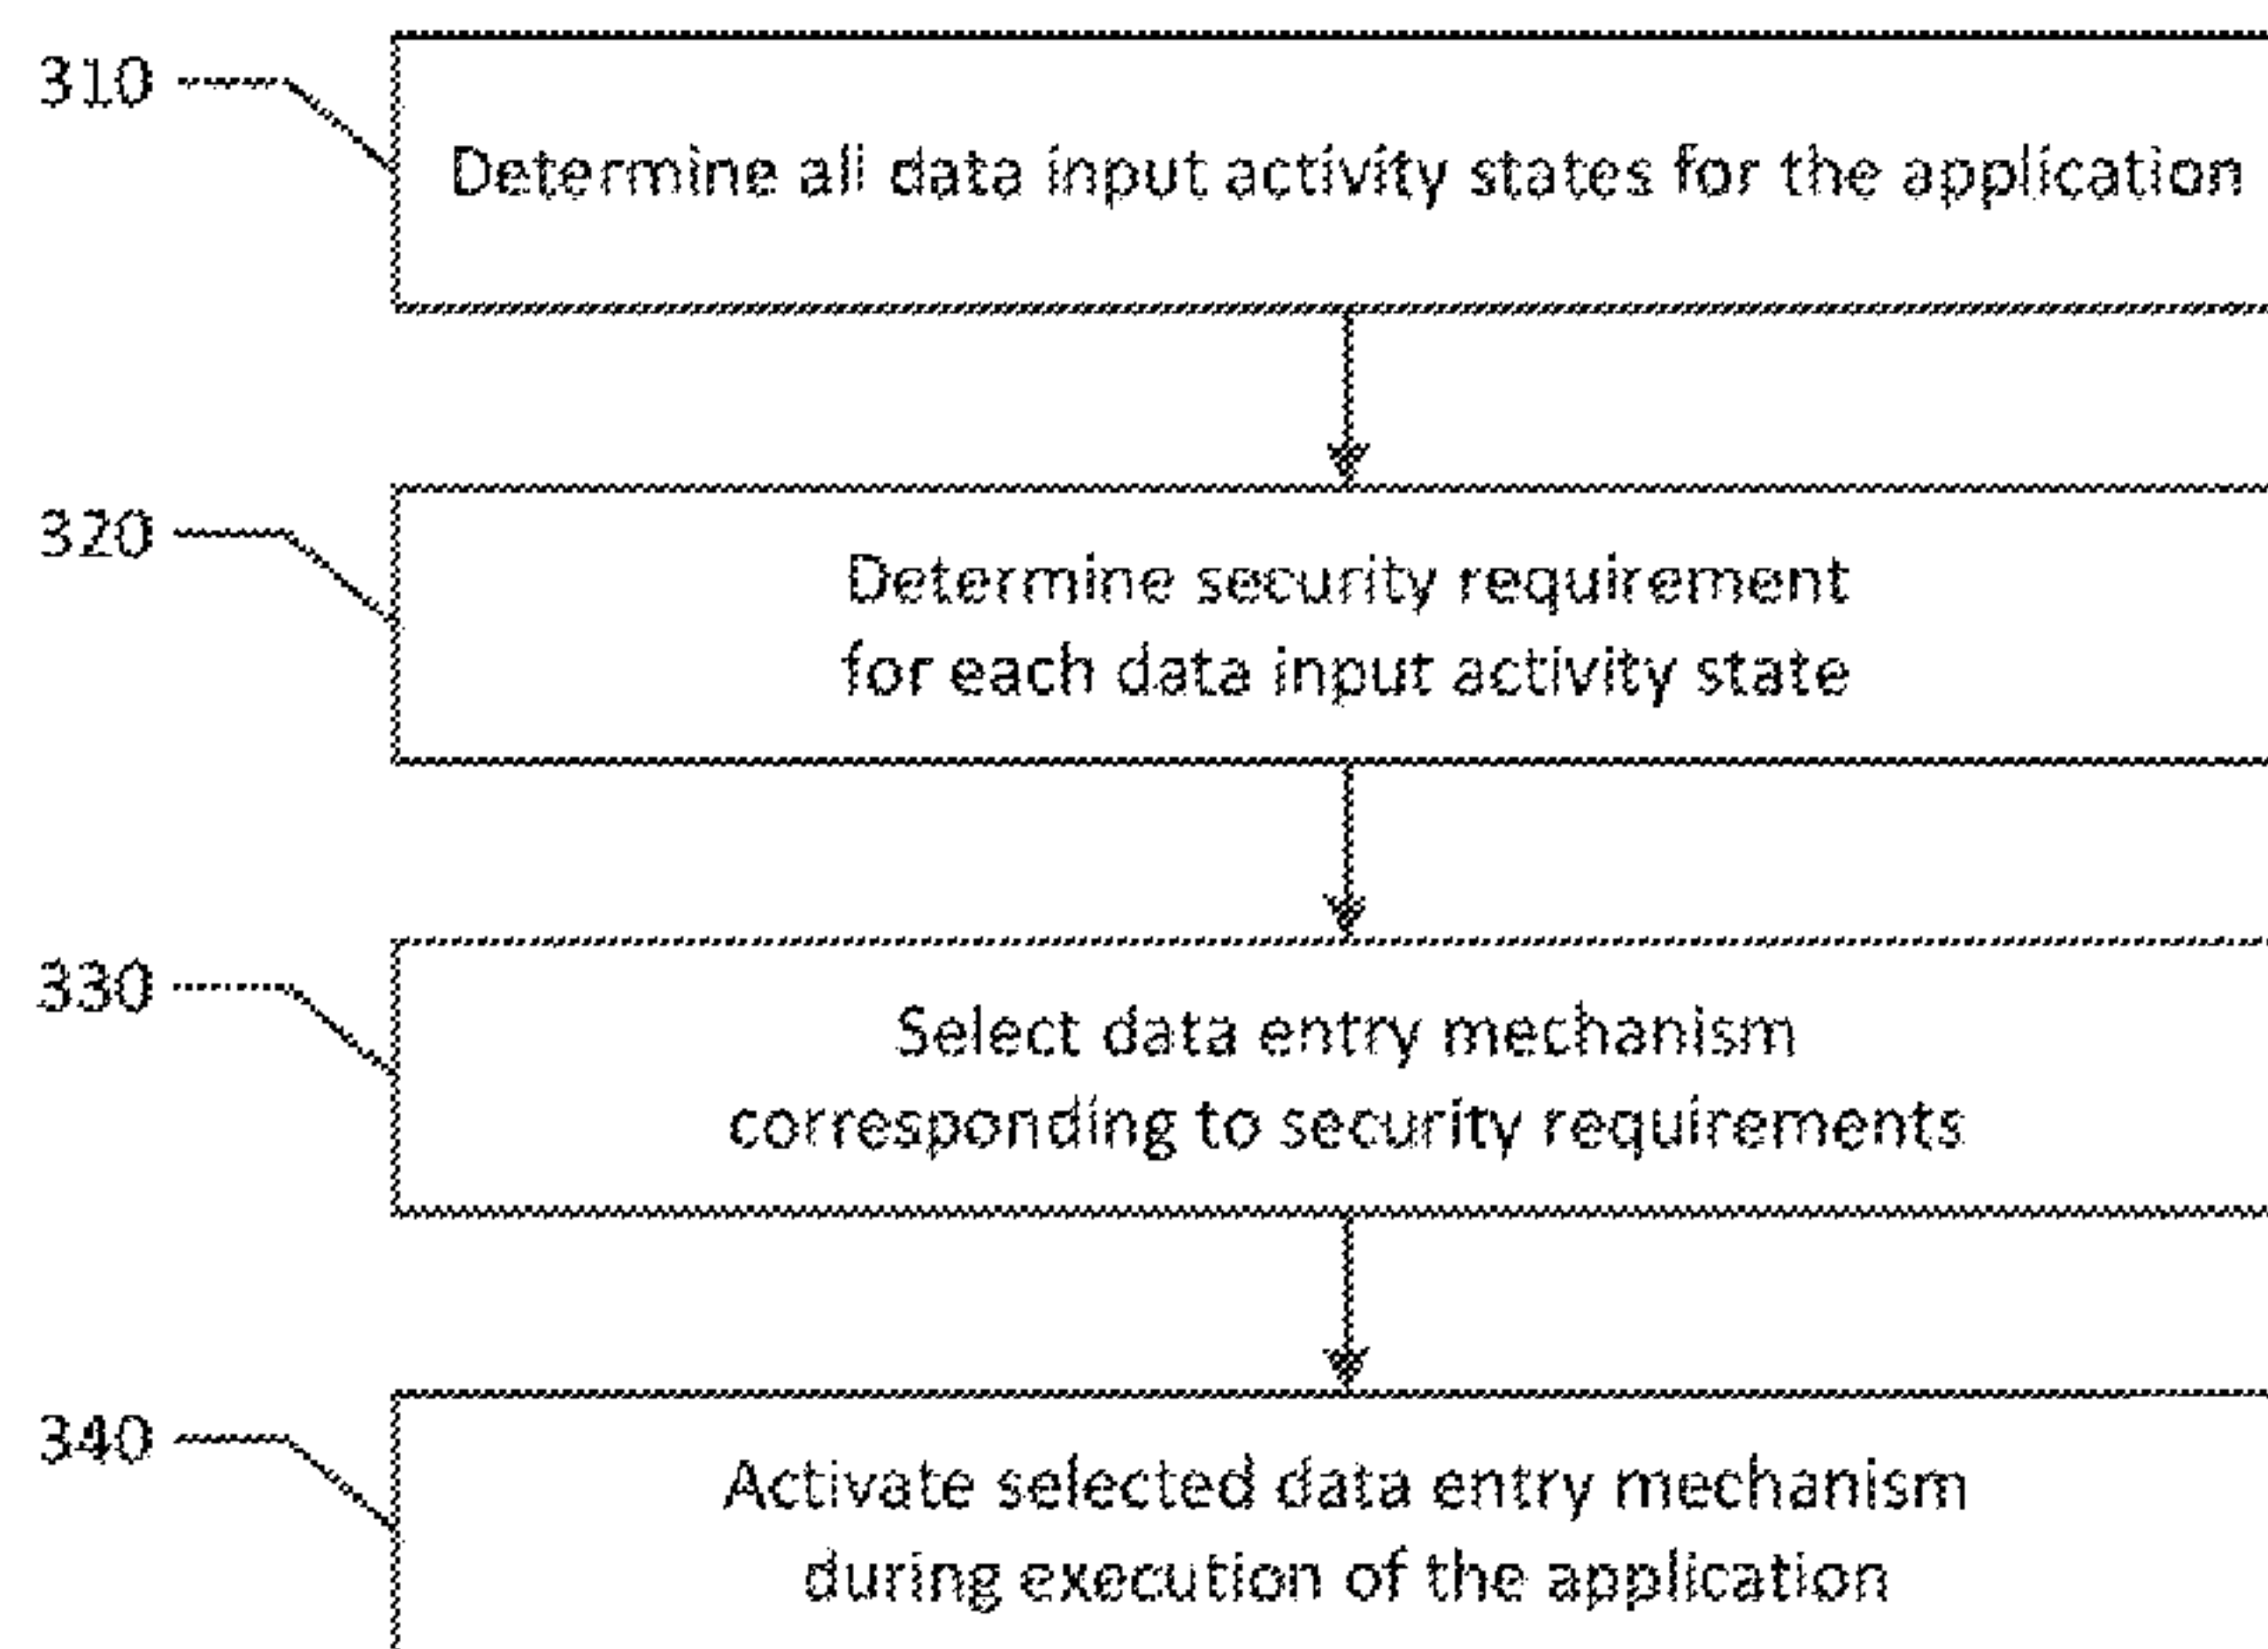 310
Determine all data input activity states for the application
320
Determine security requirement
for each data input activity state
330
Select data entry mechanism
corresponding to security requirements
340
Activate selected data entry mechanism
during execution of the application